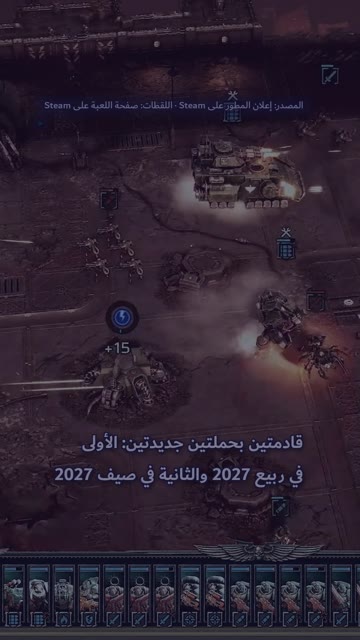 المصدر: إعلان المطور على Steam · اللقطات: صفحة اللعبة على Steam
+15
قادمتين بحملتين جديدتين: الأولى
في ربيع 2027 والثانية في صيف 2027